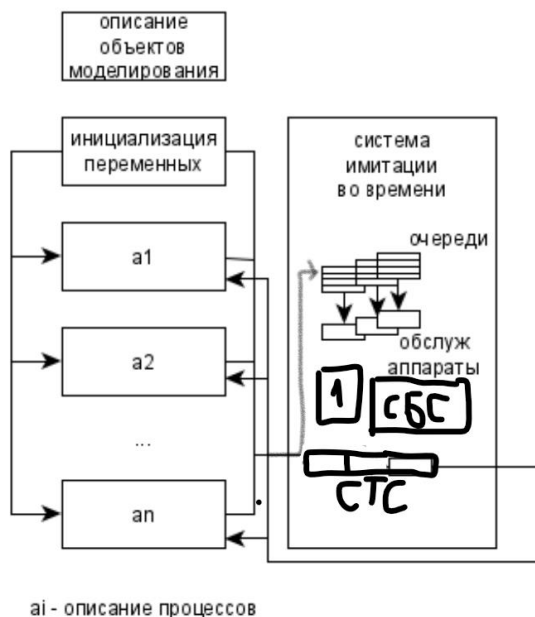 описание
объектов
моделирования
инициализация
переменных
система
имитации
во времени
a1
очереди
a2
обслуж
аппараты
1
СБС
...
СТС
an
ai - описание процессов